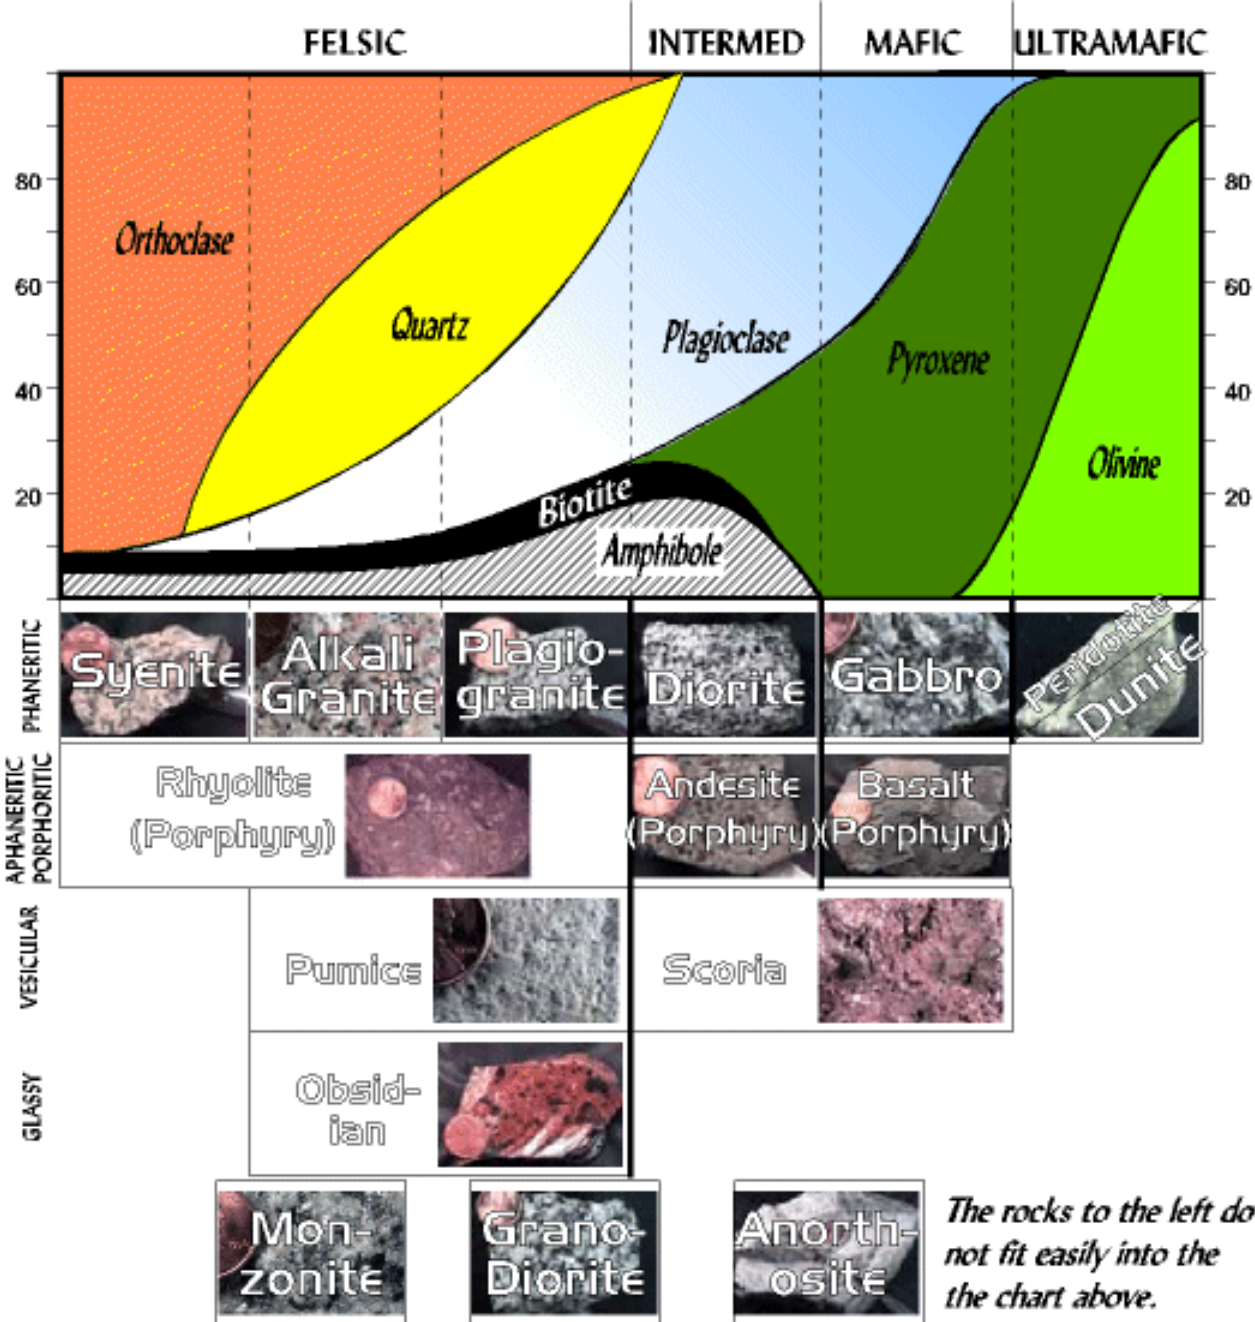 FELSIC INTERMED MAFIC ULTRAMAFIC
80 80
Orthoclase
60 60
Quartz
Plagioclase
Pyroxene
40 40
Olivine
20 20
Biotite
Amphibole
PHANERITIC
Syenite
Alkali
Granite
Plagio-
granite
Diorite
Gabbro
Peridotite
Dunite
APHANERITIC
PORPHORITIC
Rhyolite
(Porphyry)
Andesite
(Porphyry)
Basalt
(Porphyry)
VESICULAR
Pumice
Scoria
GLASSY
Obsid-
ian
Mon-
zonite
Grano-
Diorite
Anorth-
osite
The rocks to the left do
not fit easily into the
the chart above.